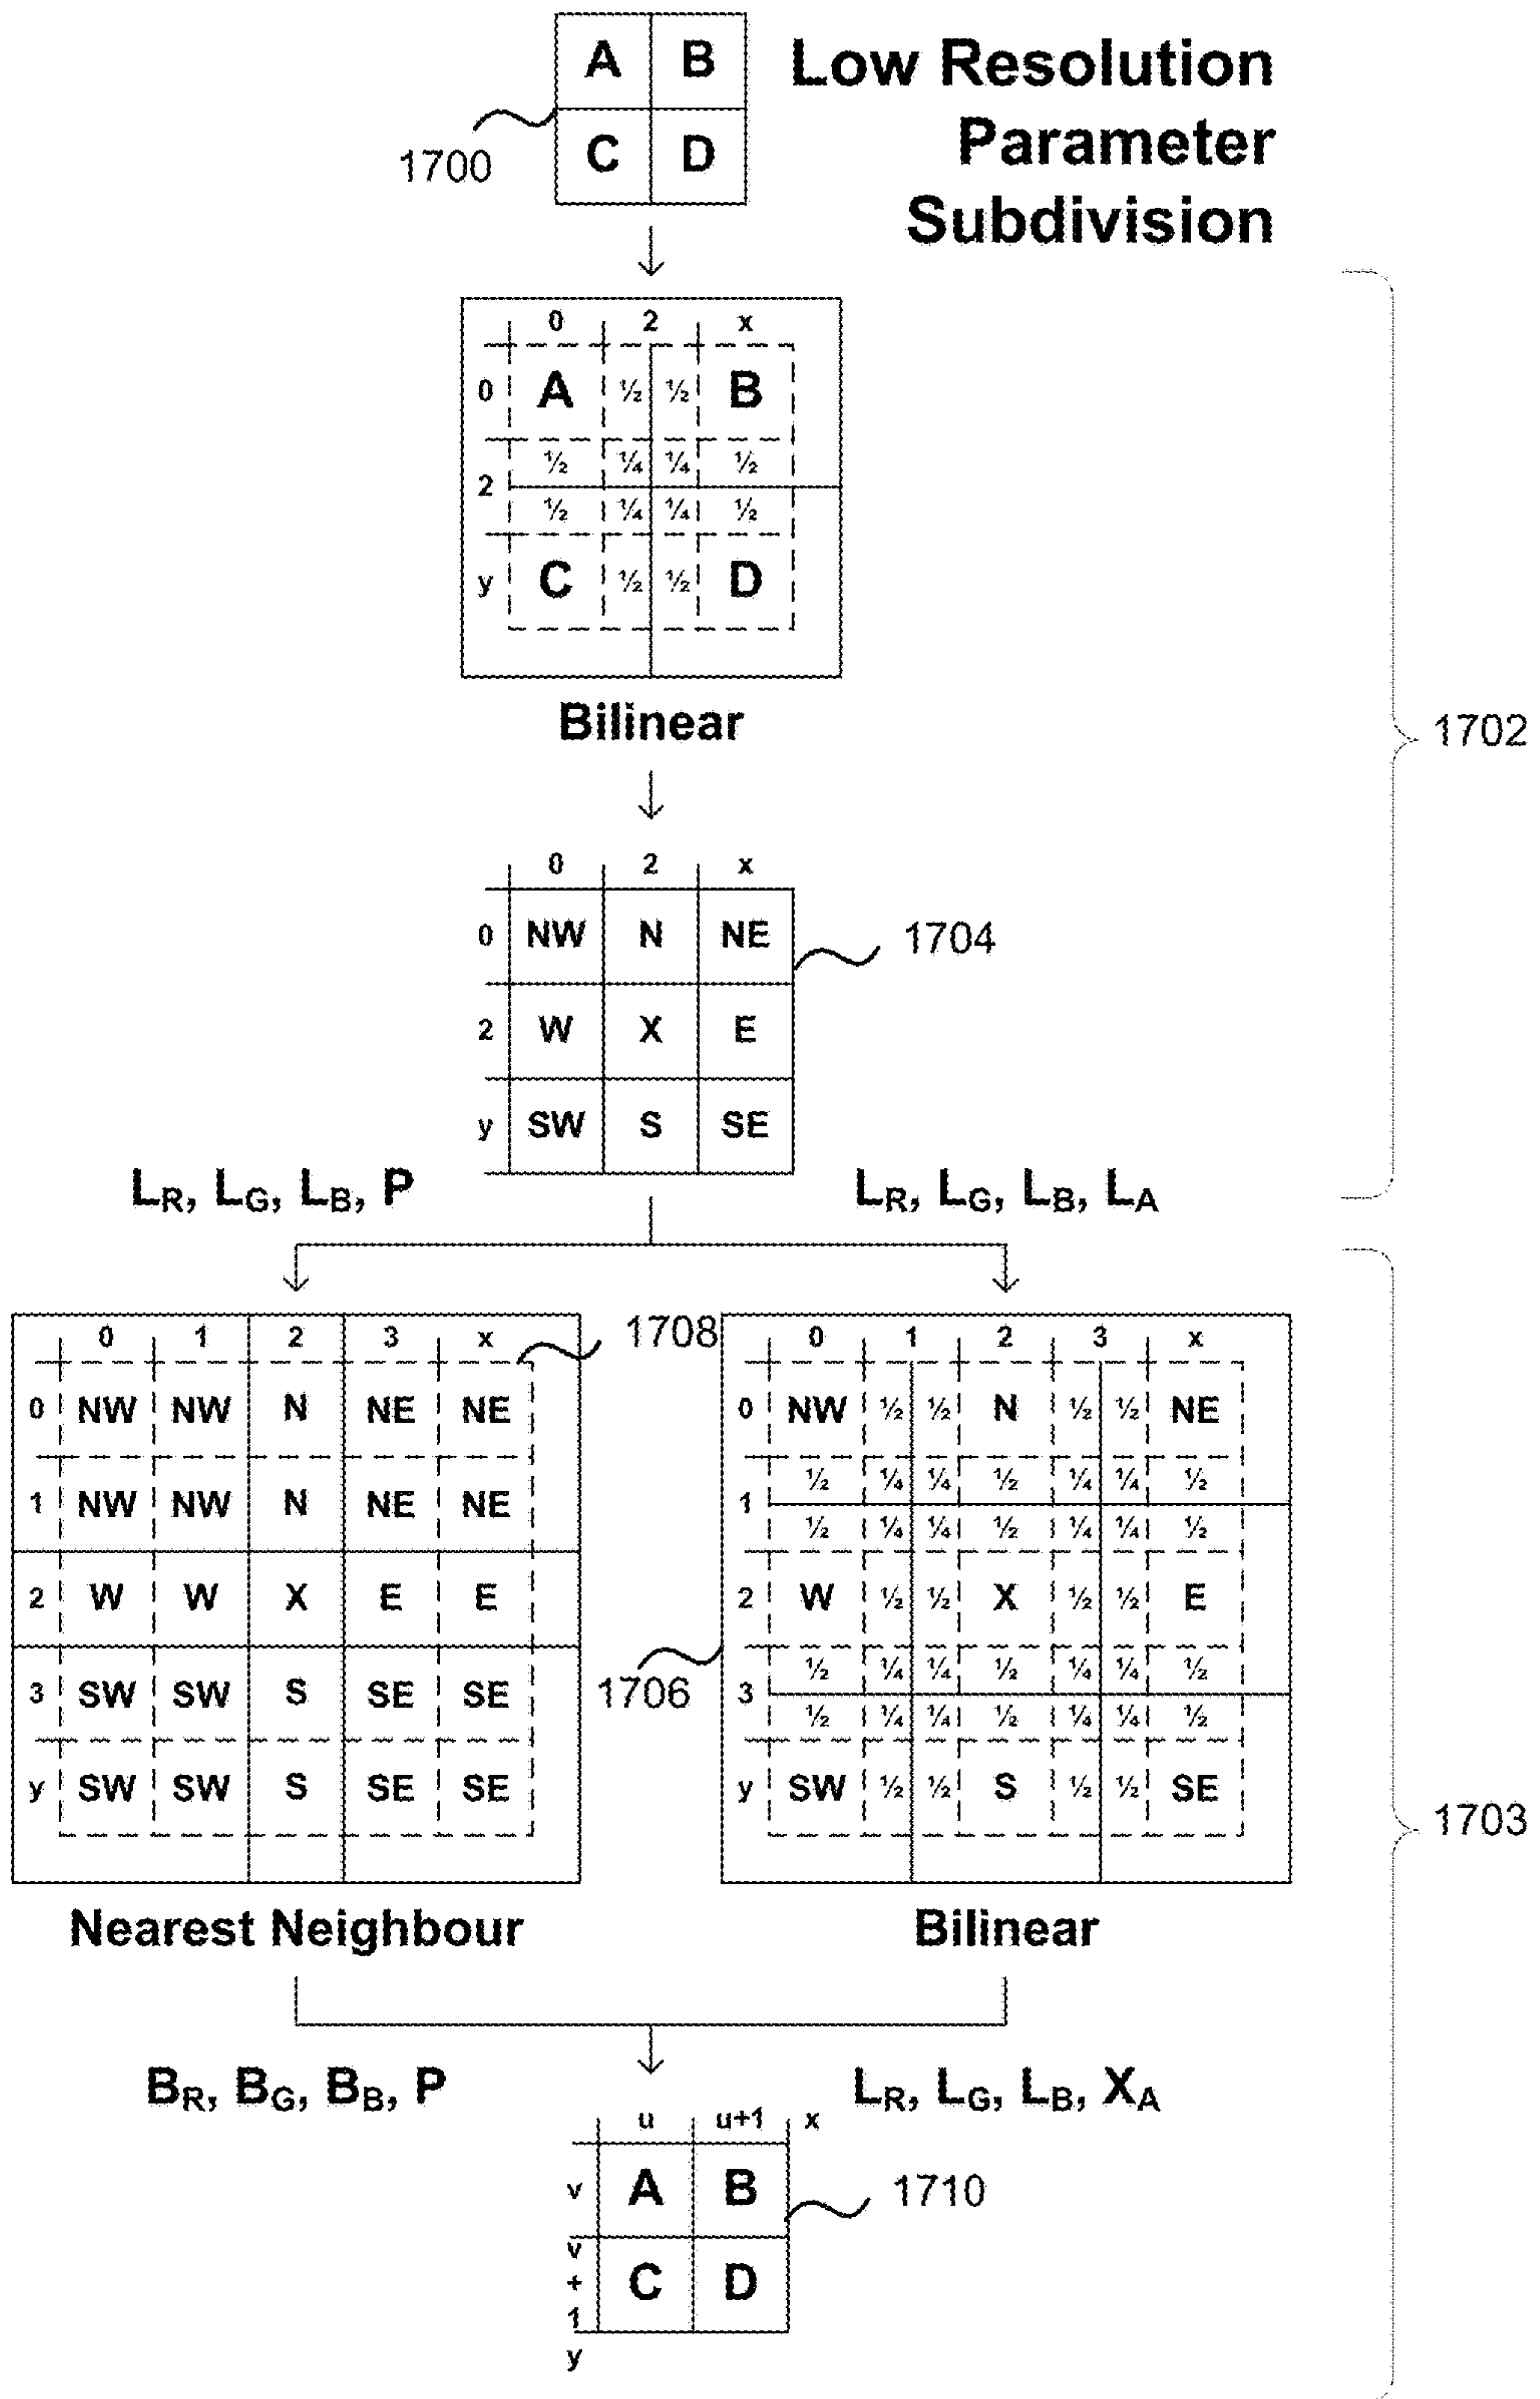 A B
Low Resolution
Parameter
Subdivision
C D
1700
0 2 x
0 A ½ ½ B
½ ¼ ¼ ½
2
½ ¼ ¼ ½
y C ½ ½ D
Bilinear
1702
0 2 x
0 NW N NE
1704
2 W X E
y SW S SE
LR, LG, LB, P
LR, LG, LB, LA
0 1 2 3 x
1708
0 NW NW N NE NE
1 NW NW N NE NE
2 W W X E E
3 SW SW S SE SE
y SW SW S SE SE
Nearest Neighbour
0 1 2 3 x
0 NW ½ ½ N ½ ½ NE
½ ¼ ¼ ½ ¼ ¼ ½
1
½ ¼ ¼ ½ ¼ ¼ ½
2 W ½ ½ X ½ ½ E
1706
½ ¼ ¼ ½ ¼ ¼ ½
3
½ ¼ ¼ ½ ¼ ¼ ½
y SW ½ ½ S ½ ½ SE
Bilinear
1703
BR, BG, BB, P
LR, LG, LB, XA
u u+1 x
v A B
1710
v
+
1
C D
y